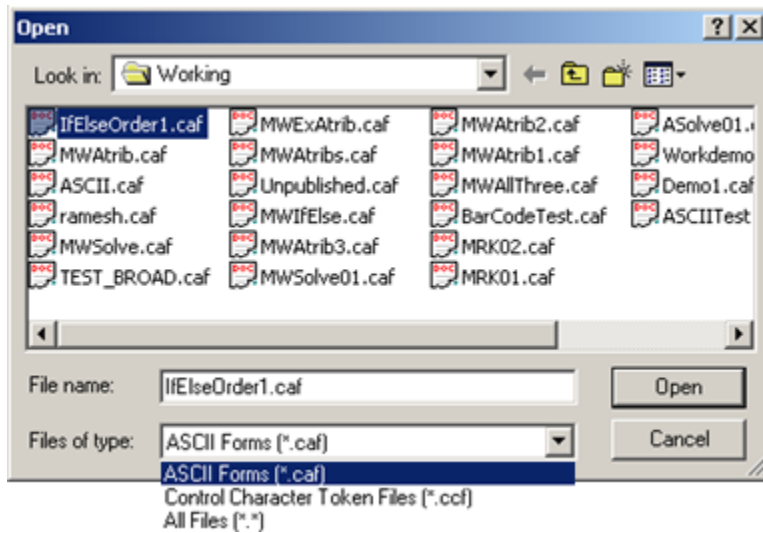 Open
Look in: Working
IfElseOrder1.caf MWExAtrib.caf MWAtrib2.caf ASolve01.
MWAtrib.caf MWAtribs.caf MWAtrib1.caf Workdemo
ASCII.caf Unpublished.caf MWAllThree.caf Demo1.caf
ramesh.caf MWIfElse.caf BarCodeTest.caf ASCIITest
MWSolve.caf MWAtrib3.caf MRK02.caf
TEST_BROAD.caf MWSolve01.caf MRK01.caf
File name: IfElseOrder1.caf Open
Files of type: ASCII Forms (*.caf) Cancel
ASCII Forms (*.caf)
Control Character Token Files (*.ccf)
All Files (*.*)